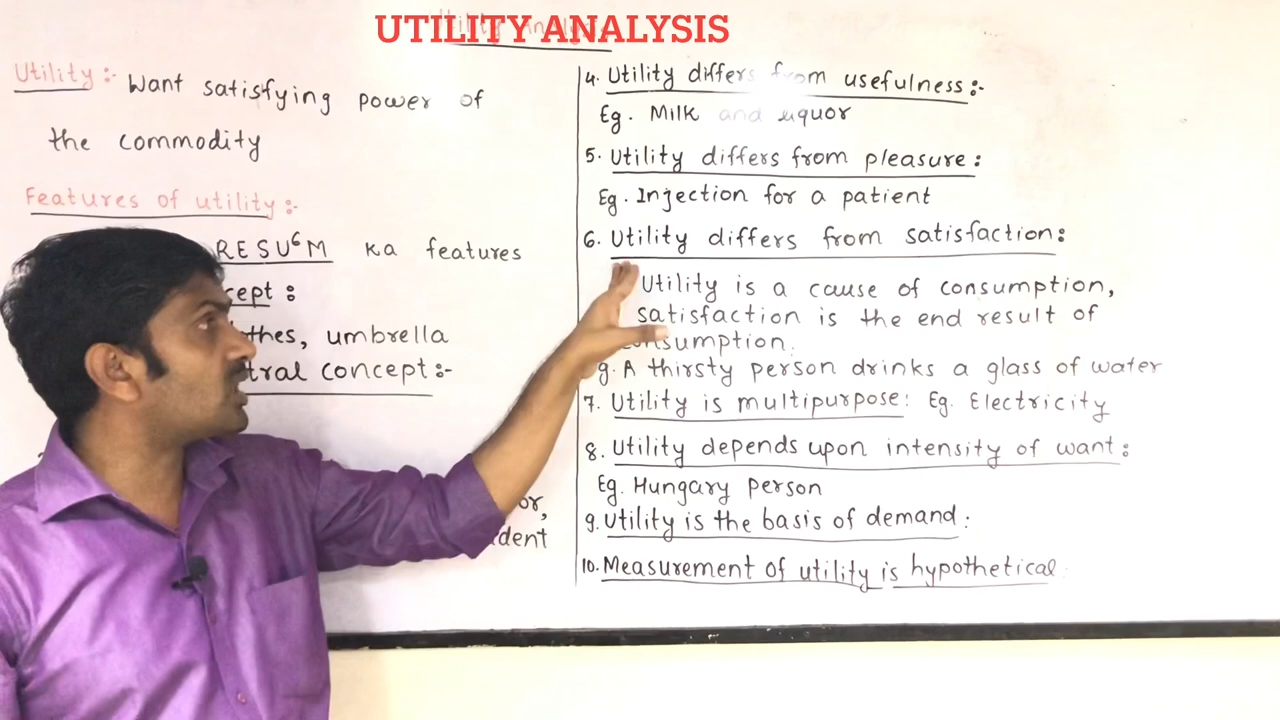 UTILITY ANALYSIS
Utility :- Want satisfying power of
the commodity
Features of utility :-
RESU⁶M ka features
cept :
thes, umbrella
tral concept :-
or,
dent
4. Utility differs from usefulness :-
Eg. Milk and liquor
5. Utility differs from pleasure :
Eg. Injection for a patient
6. Utility differs from satisfaction :
Utility is a cause of consumption,
satisfaction is the end result of
onsumption.
g. A thirsty person drinks a glass of water
7. Utility is multipurpose : Eg. Electricity
8. Utility depends upon intensity of want :
Eg. Hungary person
9. Utility is the basis of demand :
10. Measurement of utility is hypothetical :